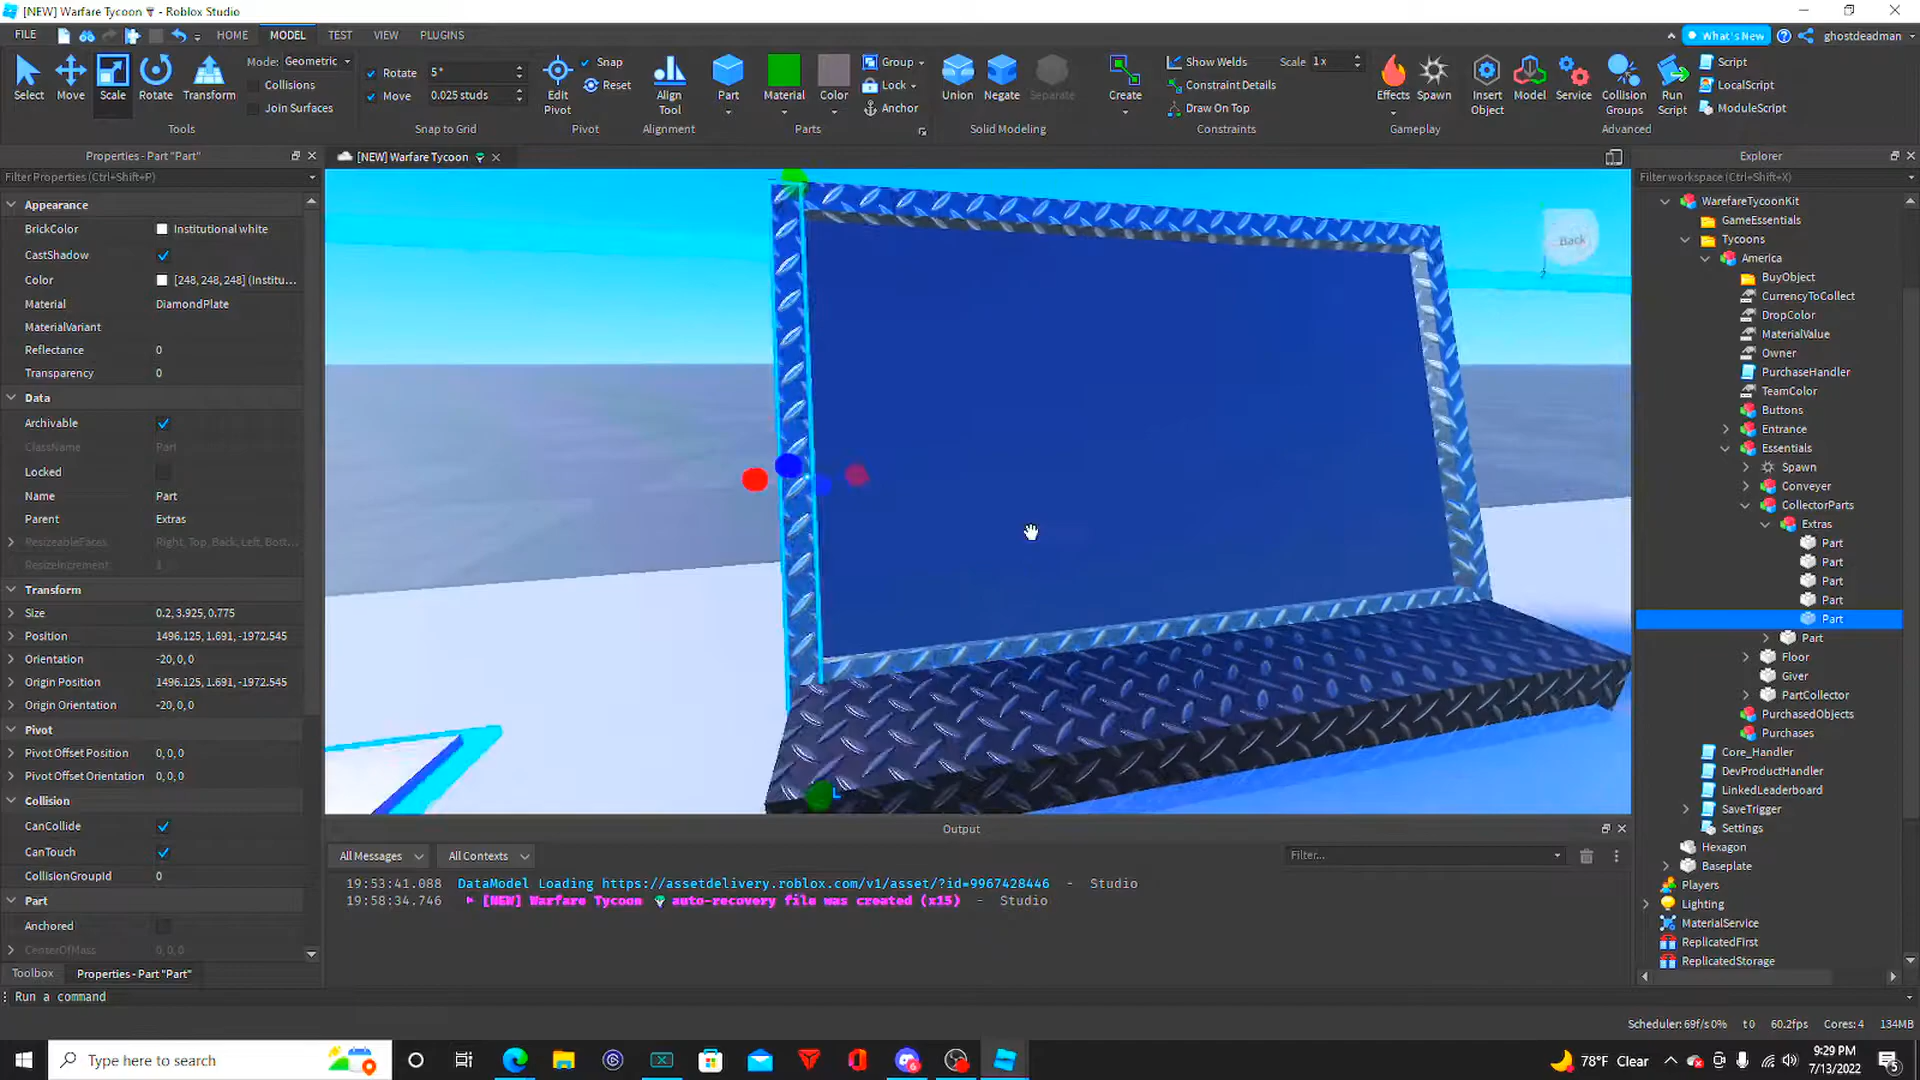 [NEW] Warfare Tycoon - Roblox Studio
FILE HOME MODEL TEST VIEW PLUGINS What's New ghostdeadman
Select Move Scale Rotate Transform
Mode: Geometric
Collisions
Join Surfaces
Tools
Rotate 5°
Move 0.025 studs
Snap to Grid
Edit Pivot
Snap
Reset
Pivot
Align Tool
Alignment
Part Material Color
Group
Lock
Anchor
Parts
Union Negate Separate
Solid Modeling
Create
Show Welds
Scale 1x
Constraint Details
Draw On Top
Constraints
Effects Spawn
Gameplay
Insert Object Model Service Collision Groups Run Script
Script
LocalScript
ModuleScript
Advanced
Properties - Part "Part"
Filter Properties (Ctrl+Shift+P)
Appearance
BrickColor Institutional white
CastShadow
Color [248, 248, 248] (Institu...
Material DiamondPlate
MaterialVariant
Reflectance 0
Transparency 0
Data
Archivable
ClassName Part
Locked
Name Part
Parent Extras
ResizeableFaces Right, Top, Back, Left, Bott...
ResizeIncrement 1
Transform
Size 0.2, 3.925, 0.775
Position 1496.125, 1.691, -1972.545
Orientation -20, 0, 0
Origin Position 1496.125, 1.691, -1972.545
Origin Orientation -20, 0, 0
Pivot
Pivot Offset Position 0, 0, 0
Pivot Offset Orientation 0, 0, 0
Collision
CanCollide
CanTouch
CollisionGroupId 0
Part
Anchored
CenterOfMass 0, 0, 0
Toolbox Properties - Part "Part"
Run a command
[NEW] Warfare Tycoon
Back
L
Output
All Messages All Contexts Filter...
19:53:41.088 DataModel Loading https://assetdelivery.roblox.com/v1/asset/?id=9967428446 - Studio
19:58:34.746 [NEW] Warfare Tycoon auto-recovery file was created (x15) - Studio
Explorer
Filter workspace (Ctrl+Shift+X)
WarefareTycoonKit
GameEssentials
Tycoons
America
BuyObject
CurrencyToCollect
DropColor
MaterialValue
Owner
PurchaseHandler
TeamColor
Buttons
Entrance
Essentials
Spawn
Conveyer
CollectorParts
Extras
Part
Part
Part
Part
Part
Part
Floor
Giver
PartCollector
PurchasedObjects
Purchases
Core_Handler
DevProductHandler
LinkedLeaderboard
SaveTrigger
Settings
Hexagon
Baseplate
Players
Lighting
MaterialService
ReplicatedFirst
ReplicatedStorage
Scheduler: 69f/s 0% t 0 60.2fps Cores: 4 134MB
Type here to search
78°F Clear
9:29 PM
7/13/2022
5